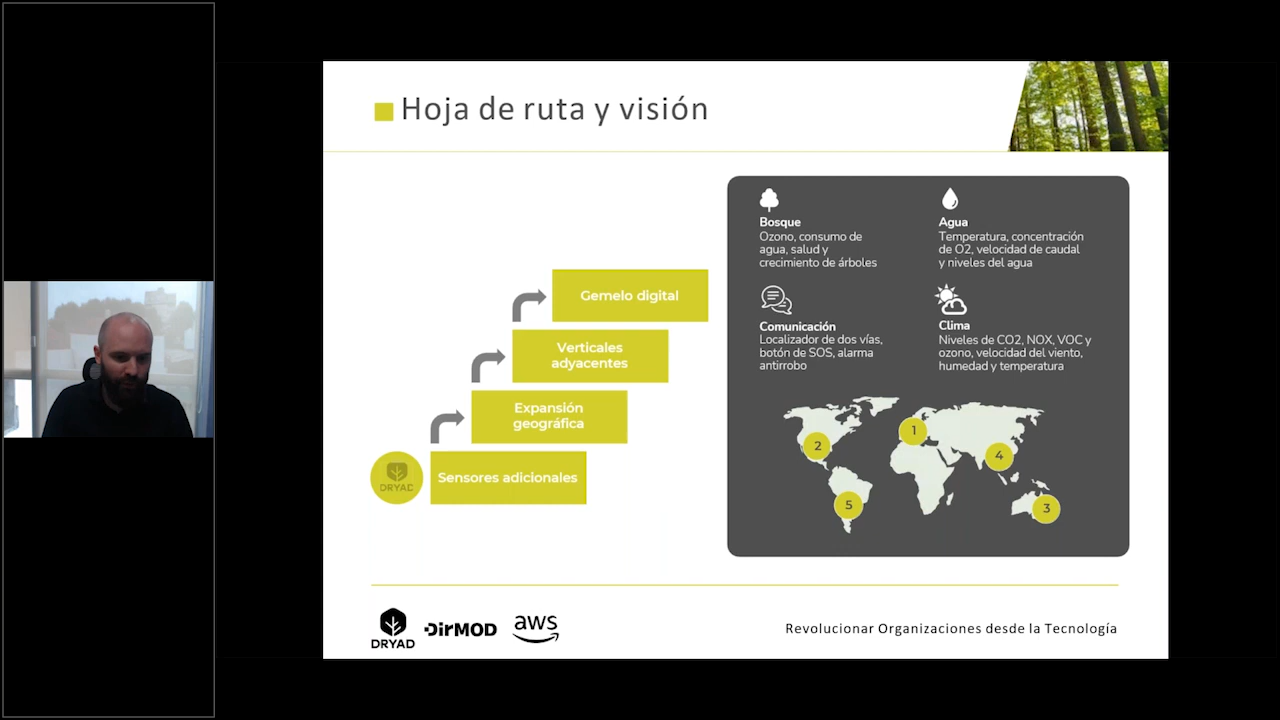 Hoja de ruta y visión
Gemelo digital
Verticales
adyacentes
Expansión
geográfica
DRYAD
Sensores adicionales
Bosque
Ozono, consumo de
agua, salud y
crecimiento de árboles
Agua
Temperatura, concentración
de O2, velocidad de caudal
y niveles del agua
Comunicación
Localizador de dos vías,
botón de SOS, alarma
antirrobo
Clima
Niveles de CO2, NOX, VOC y
ozono, velocidad del viento,
humedad y temperatura
1
2
4
5
3
DRYAD
DirMOD
aws
Revolucionar Organizaciones desde la Tecnología